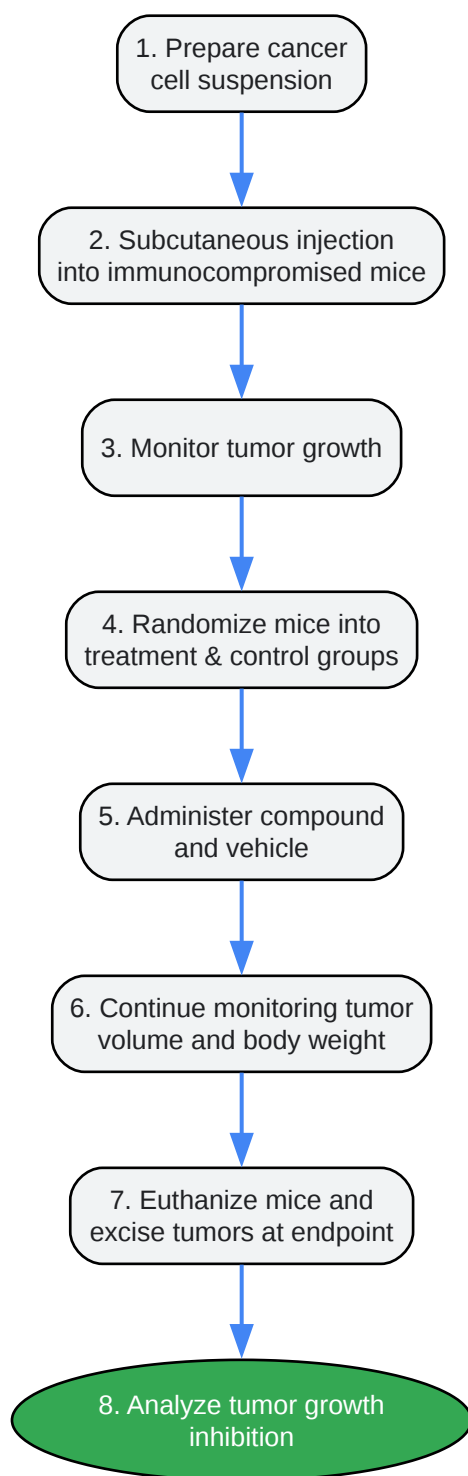 1. Prepare cancer
cell suspension
2. Subcutaneous injection
into immunocompromised mice
3. Monitor tumor growth
4. Randomize mice into
treatment & control groups
5. Administer compound
and vehicle
6. Continue monitoring tumor
volume and body weight
7. Euthanize mice and
excise tumors at endpoint
8. Analyze tumor growth
inhibition